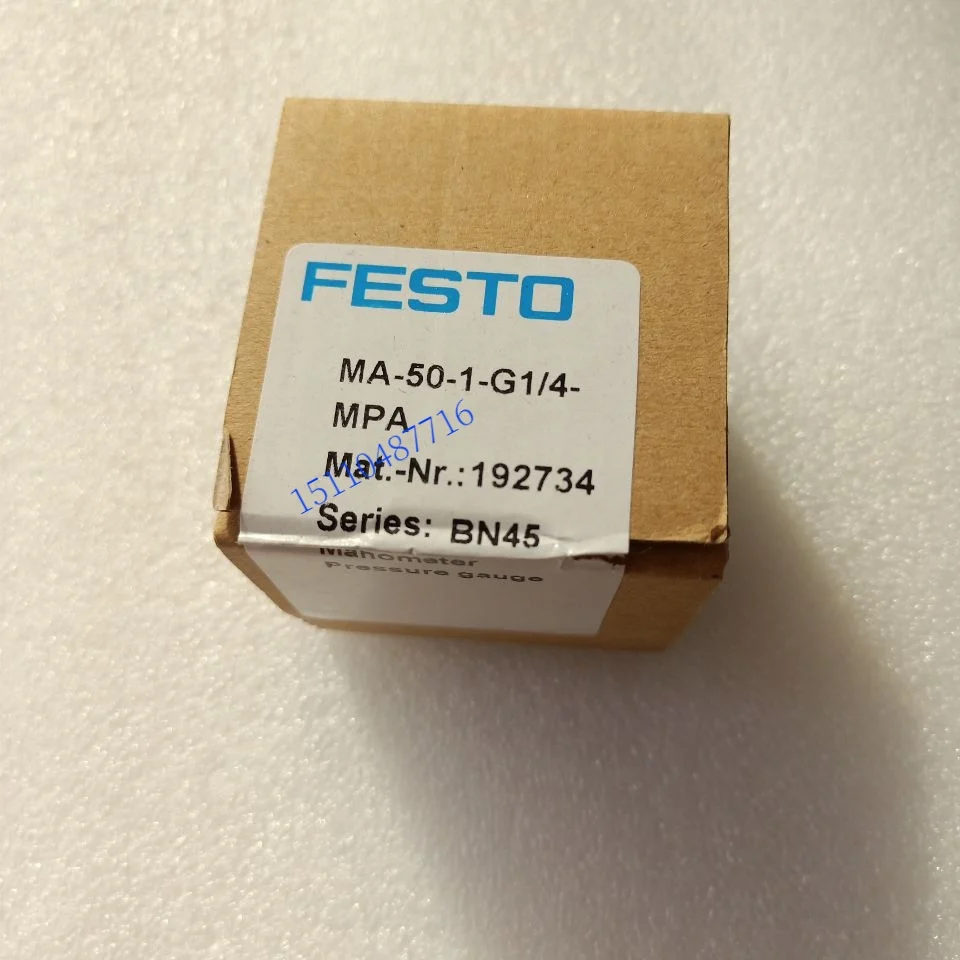 FESTO
MA-50-1-G1/4-
MPA
15119487716
Mat.-Nr.:192734
Series: BN45
Manometer
Pressure gauge